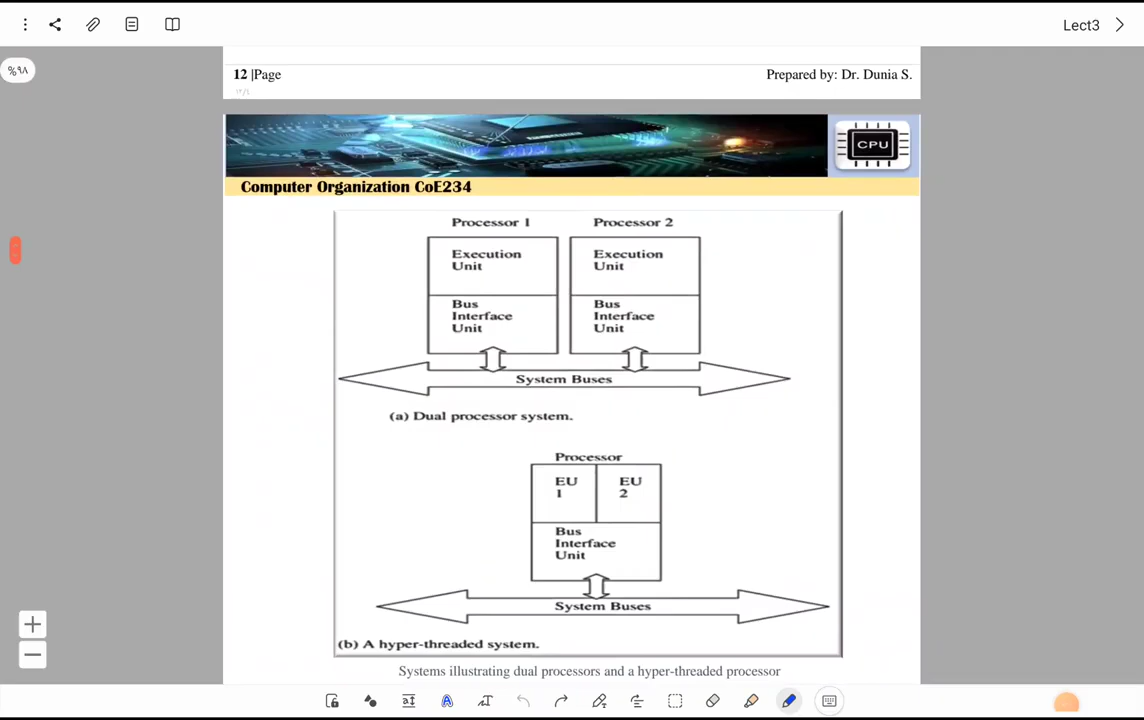 Lect3
%٩٨
12 |Page
Prepared by: Dr. Dunia S.
CPU
Computer Organization CoE234
Processor 1
Processor 2
Execution
Unit
Execution
Unit
Bus
Interface
Unit
Bus
Interface
Unit
System Buses
(a) Dual processor system.
Processor
EU
1
EU
2
Bus
Interface
Unit
System Buses
(b) A hyper-threaded system.
Systems illustrating dual processors and a hyper-threaded processor